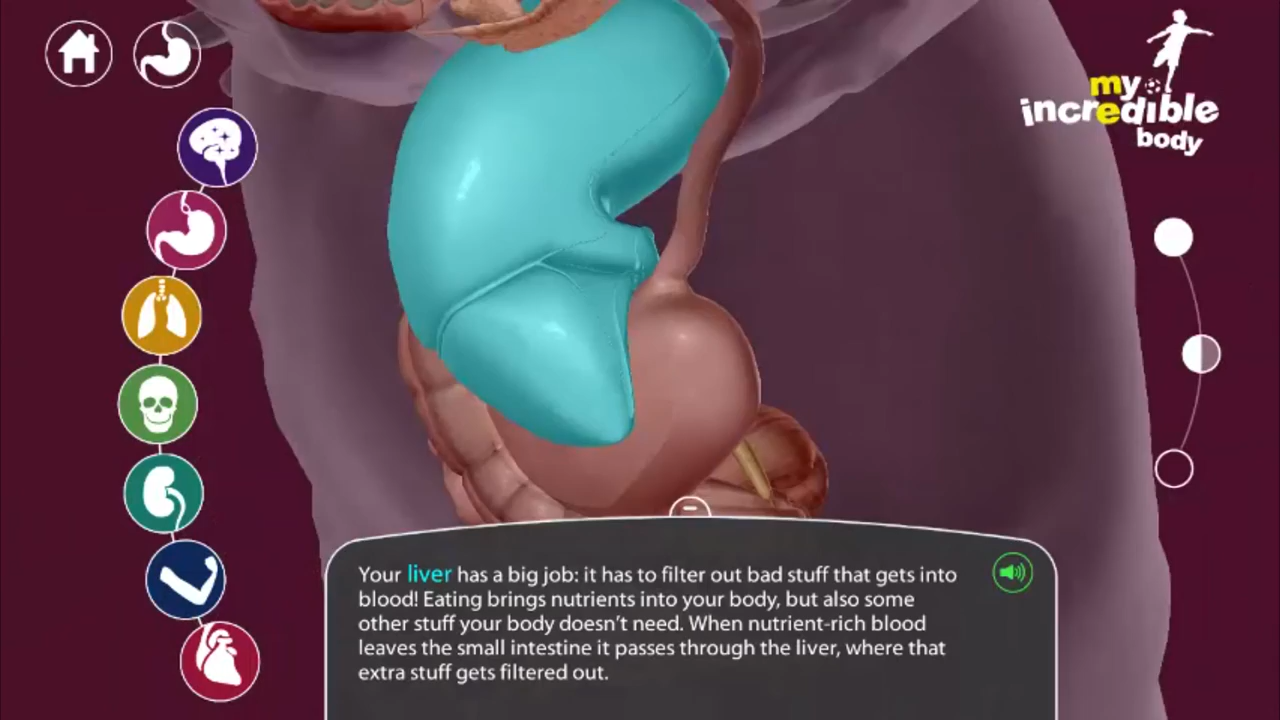 my
incredible
body
Your liver has a big job: it has to filter out bad stuff that gets into
blood! Eating brings nutrients into your body, but also some
other stuff your body doesn't need. When nutrient-rich blood
leaves the small intestine it passes through the liver, where that
extra stuff gets filtered out.